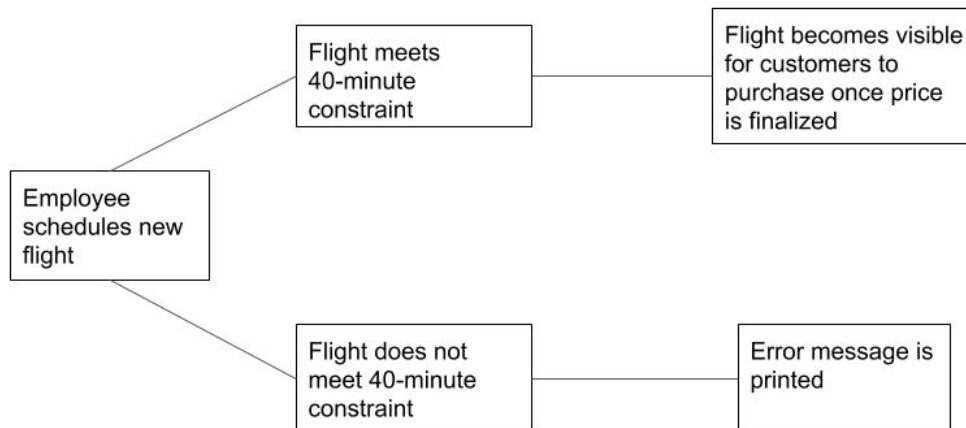 Flight meets
40-minute
constraint
Flight becomes visible
for customers to
purchase once price
is finalized
Employee
schedules new
flight
Flight does not
meet 40-minute
constraint
Error message is
printed